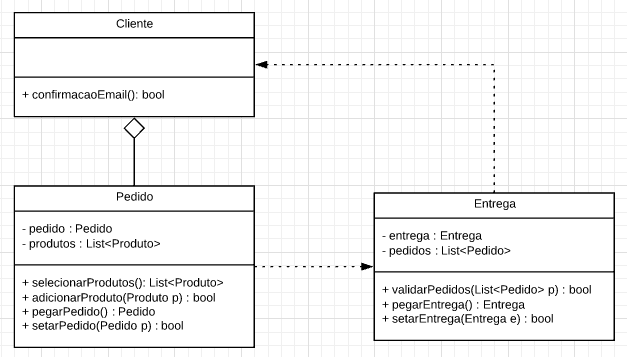 Cliente
+ confirmacaoEmail(): bool
Pedido
- pedido : Pedido
- produtos : List<Produto>
+ selecionarProdutos(): List<Produto>
+ adicionarProduto(Produto p) : bool
+ pegarPedido() : Pedido
+ setarPedido(Pedido p) : bool
Entrega
- entrega : Entrega
- pedidos : List<Pedido>
+ validarPedidos(List<Pedido> p) : bool
+ pegarEntrega() : Entrega
+ setarEntrega(Entrega e) : bool